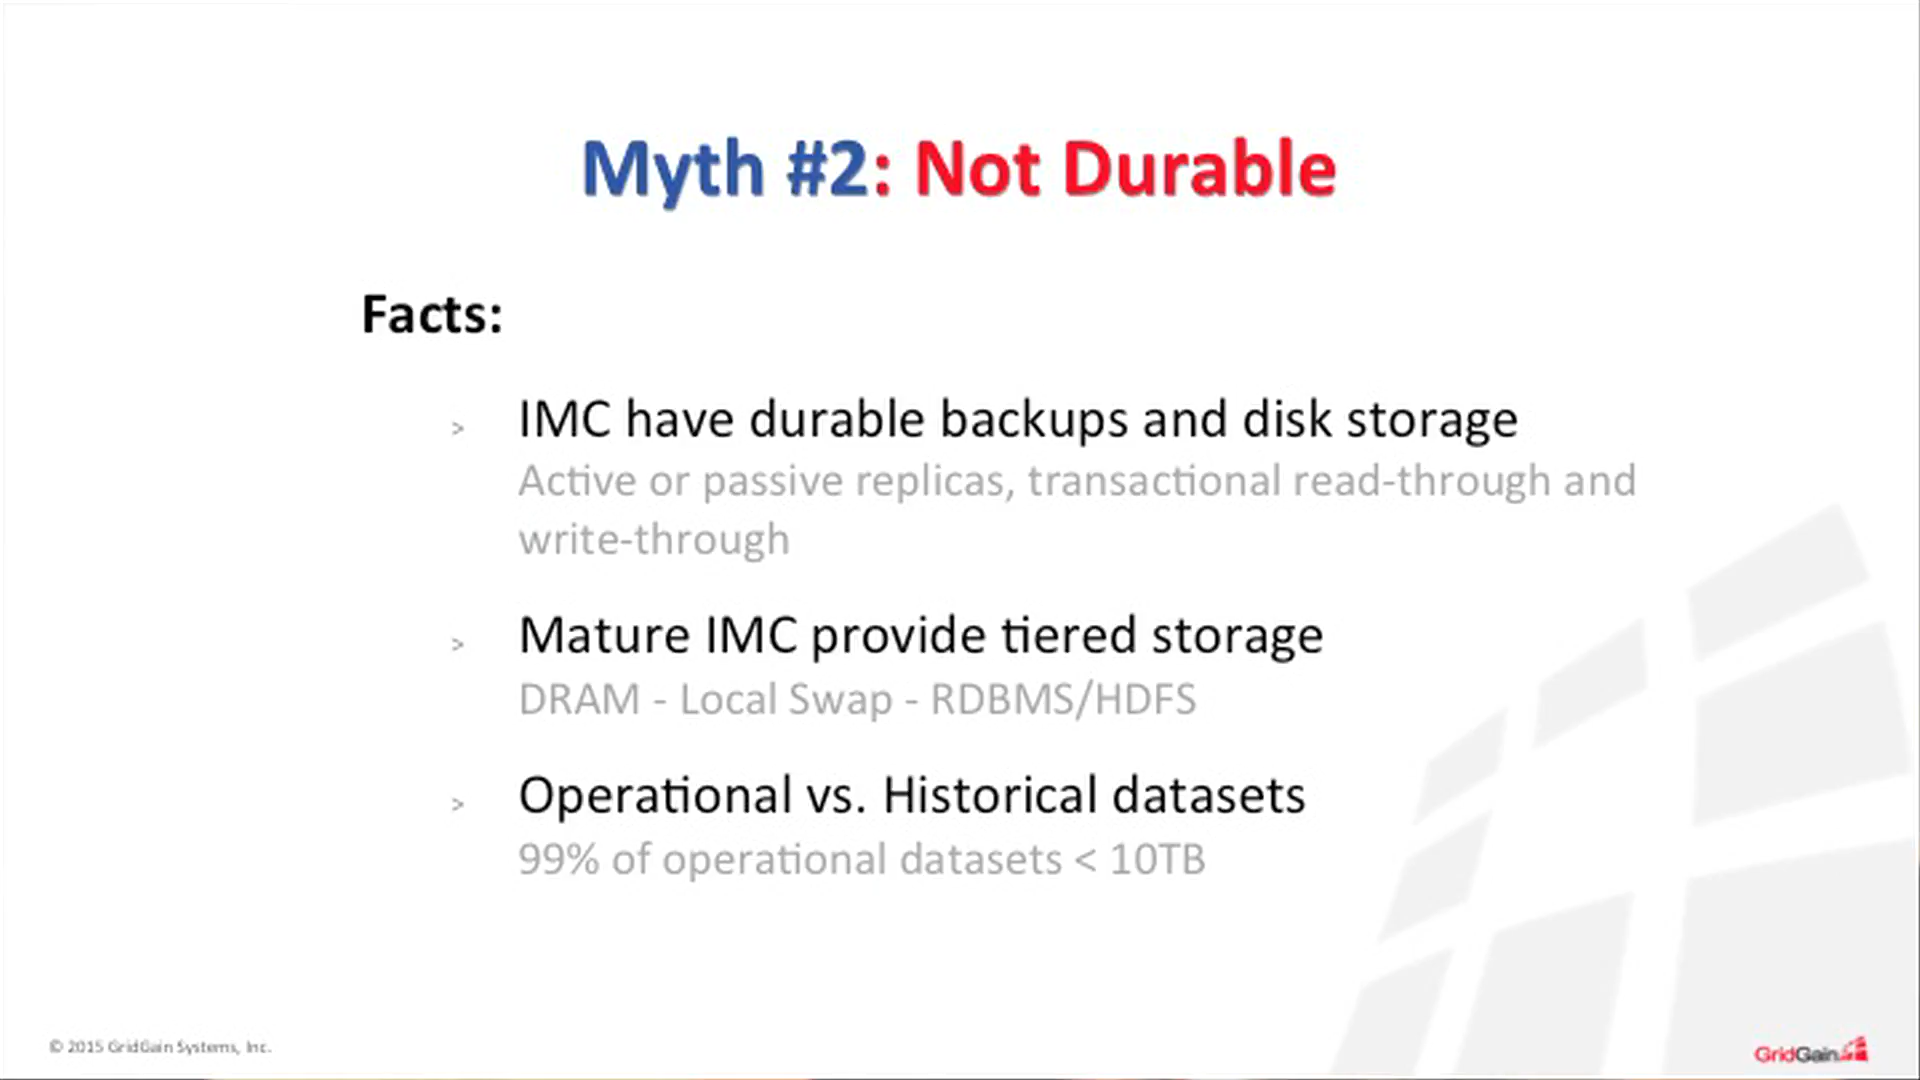 Myth #2: Not Durable
Facts:
> IMC have durable backups and disk storage
Active or passive replicas, transactional read-through and
write-through
> Mature IMC provide tiered storage
DRAM - Local Swap - RDBMS/HDFS
> Operational vs. Historical datasets
99% of operational datasets < 10TB
© 2015 GridGain Systems, Inc.
GridGain